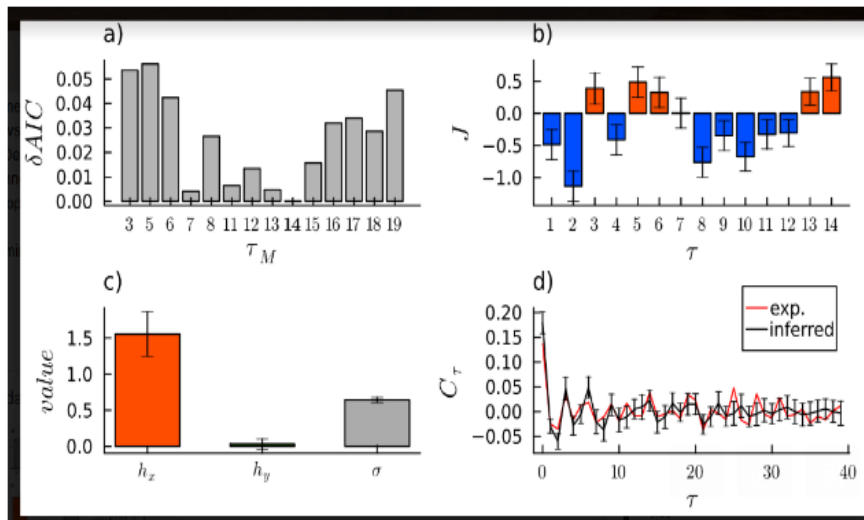 a)
δAIC
0.05
0.04
0.03
0.02
0.01
0.00
3 5 6 7 8 11 12 13 14 15 16 17 18 19
τ_M
b)
J
0.5
0.0
−0.5
−1.0
1 2 3 4 5 6 7 8 9 10 11 12 13 14
τ
c)
value
1.5
1.0
0.5
0.0
h_x h_y σ
d)
C_τ
0.20
0.15
0.10
0.05
0.00
−0.05
exp.
inferred
0 10 20 30 40
τ